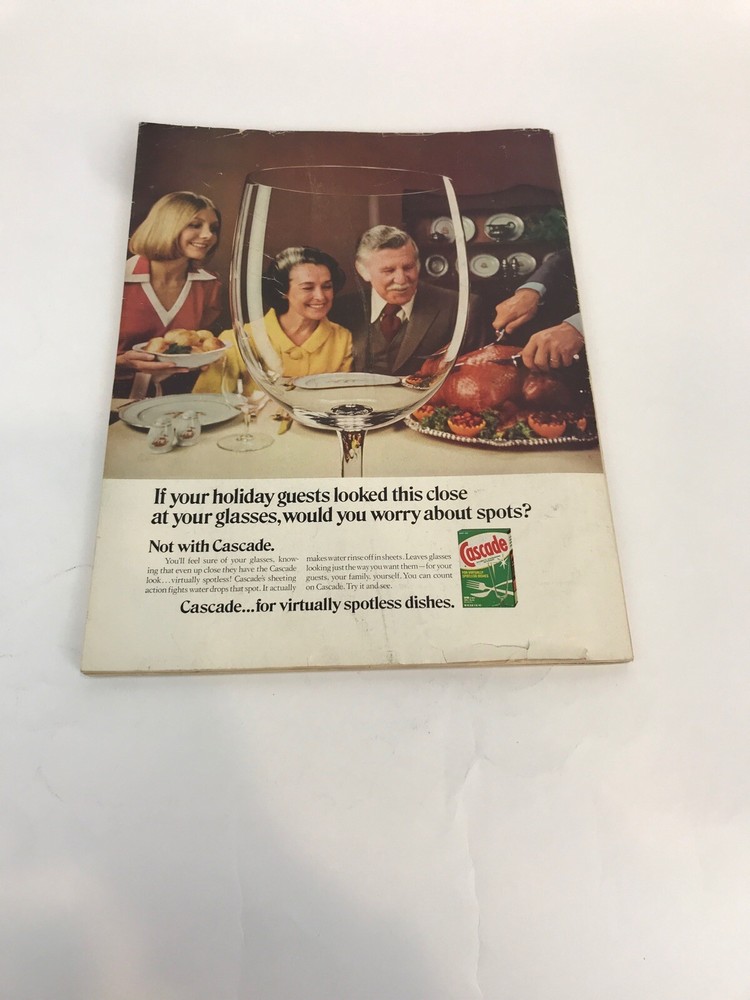 If your holiday guests looked this close
at your glasses, would you worry about spots?
Not with Cascade.
You'll feel sure of your glasses, know-
ing that even up close they have the Cascade
look...virtually spotless! Cascade's sheeting
action fights water drops that spot. It actually
makes water rinse off in sheets. Leaves glasses
looking just the way you want them—for your
guests, your family, yourself. You can count
on Cascade. Try it and see.
Cascade
Cascade...for virtually spotless dishes.